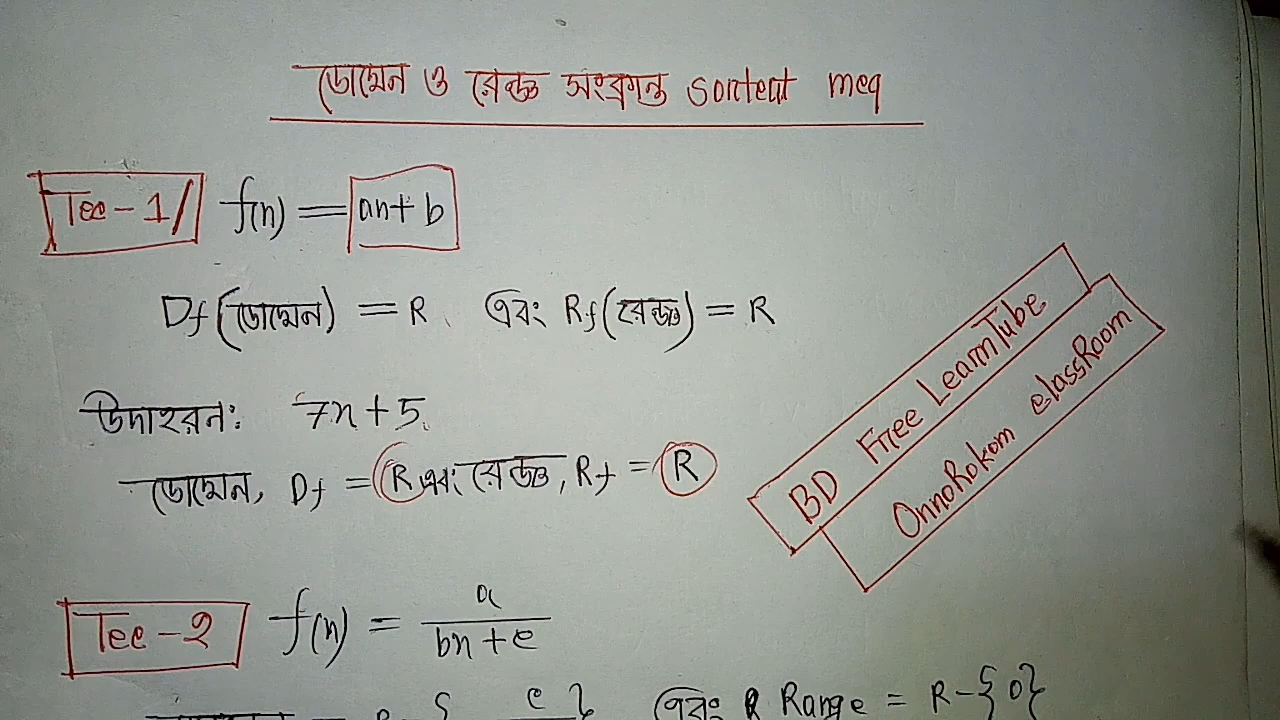 ডোমেন ও রেঞ্জ সংক্রান্ত sortcut mcq
Tec-1/ f(x) = ax+b
Df(ডোমেন) = R. এবং Rf(রেঞ্জ) = R
উদাহরন: 7x+5.
ডোমেন, Df = R এবং রেঞ্জ, Rf = R
BD Free LearnTube
OnnoRokom classRoom
Tec-2 f(x) = a/(bx+c)
এবং Range = R-{0}